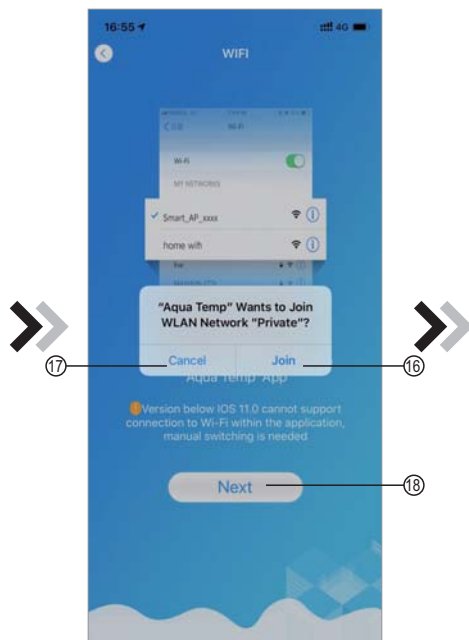 16:55 4G
WIFI
Wi-Fi
Wi-Fi
MY NETWORKS
Smart_AP_xxxx
home wifi
"Aqua Temp" Wants to Join
WLAN Network "Private"?
Cancel Join
17 16
Aqua Temp App
Version below IOS 11.0 cannot support
connection to Wi-Fi within the application,
manual switching is needed
Next
18